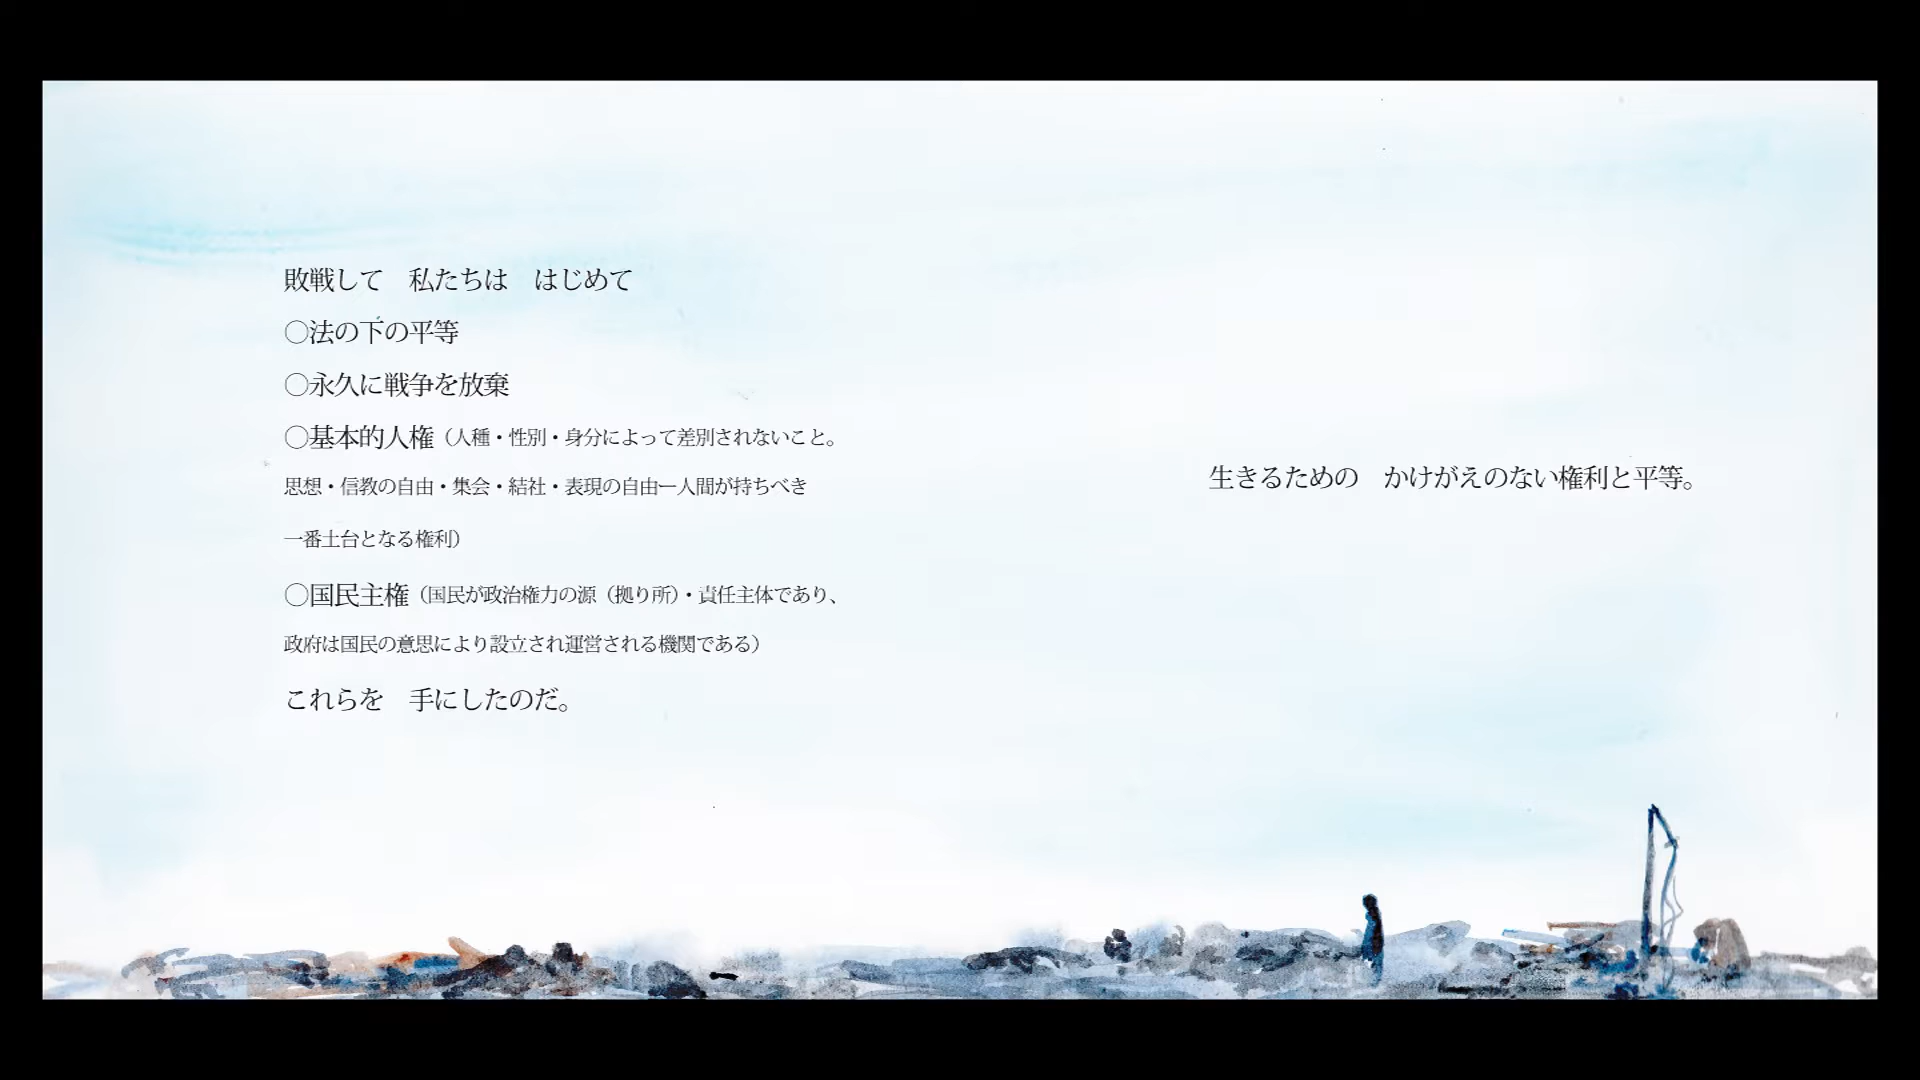 敗戦して　私たちは　はじめて
〇法の下の平等
〇永久に戦争を放棄
〇基本的人権（人種・性別・身分によって差別されないこと。
思想・信教の自由・集会・結社・表現の自由ー人間が持ちべき
一番土台となる権利）
〇国民主権（国民が政治権力の源（拠り所）・責任主体であり、
政府は国民の意思により設立され運営される機関である）
これらを　手にしたのだ。
生きるための　かけがえのない権利と平等。